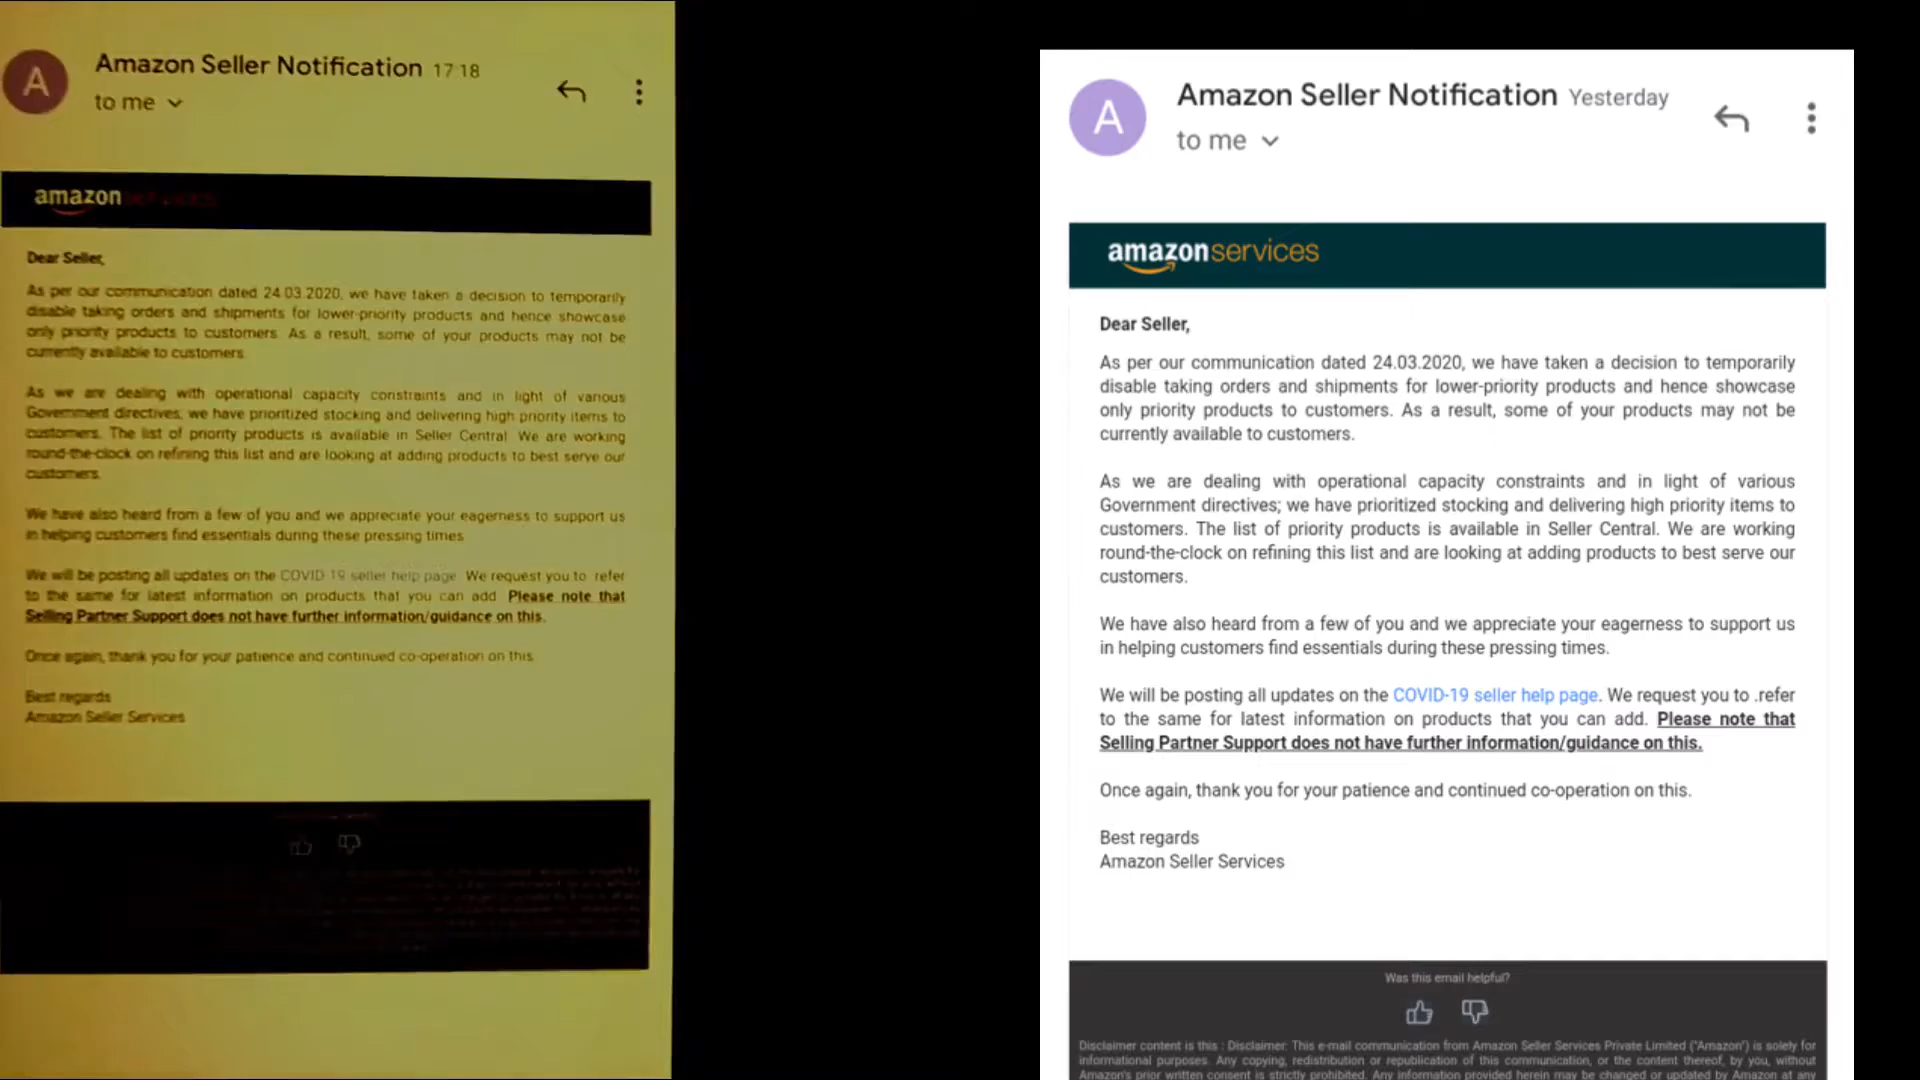 Amazon Seller Notification 17:18
to me
A
amazon services
Dear Seller,
As per our communication dated 24.03.2020, we have taken a decision to temporarily
disable taking orders and shipments for lower-priority products and hence showcase
only priority products to customers. As a result, some of your products may not be
currently available to customers.
As we are dealing with operational capacity constraints and in light of various
Government directives; we have prioritized stocking and delivering high priority items to
customers. The list of priority products is available in Seller Central. We are working
round-the-clock on refining this list and are looking at adding products to best serve our
customers.
We have also heard from a few of you and we appreciate your eagerness to support us
in helping customers find essentials during these pressing times
We will be posting all updates on the COVID-19 seller help page. We request you to refer
to the same for latest information on products that you can add. Please note that
Selling Partner Support does not have further information/guidance on this.
Once again, thank you for your patience and continued co-operation on this
Best regards
Amazon Seller Services
Amazon Seller Notification Yesterday
A
to me
amazonservices
Dear Seller,
As per our communication dated 24.03.2020, we have taken a decision to temporarily
disable taking orders and shipments for lower-priority products and hence showcase
only priority products to customers. As a result, some of your products may not be
currently available to customers.
As we are dealing with operational capacity constraints and in light of various
Government directives; we have prioritized stocking and delivering high priority items to
customers. The list of priority products is available in Seller Central. We are working
round-the-clock on refining this list and are looking at adding products to best serve our
customers.
We have also heard from a few of you and we appreciate your eagerness to support us
in helping customers find essentials during these pressing times.
We will be posting all updates on the COVID-19 seller help page. We request you to .refer
to the same for latest information on products that you can add. Please note that
Selling Partner Support does not have further information/guidance on this.
Once again, thank you for your patience and continued co-operation on this.
Best regards
Amazon Seller Services
Was this email helpful?
Disclaimer content is this : Disclaimer: This e-mail communication from Amazon Seller Services Private Limited ("Amazon") is solely for
informational purposes. Any copying, redistribution or republication of this communication, or the content thereof, by you, without
Amazon's prior written consent is strictly prohibited. Any information provided herein may be changed or updated by Amazon at any